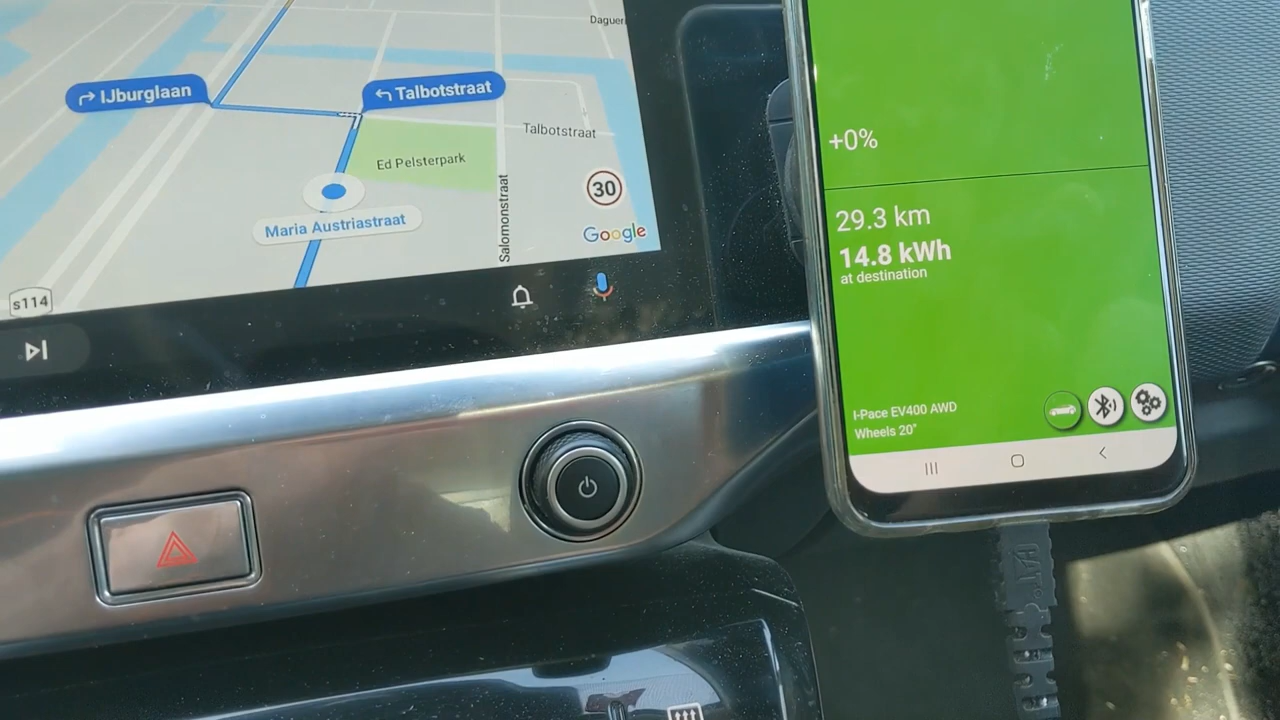 Daguer
IJburglaan
Talbotstraat
Talbotstraat
Ed Pelsterpark
Salomonstraat
30
Maria Austriastraat
Google
s114
+0%
29.3 km
14.8 kWh
at destination
I-Pace EV400 AWD
Wheels 20"